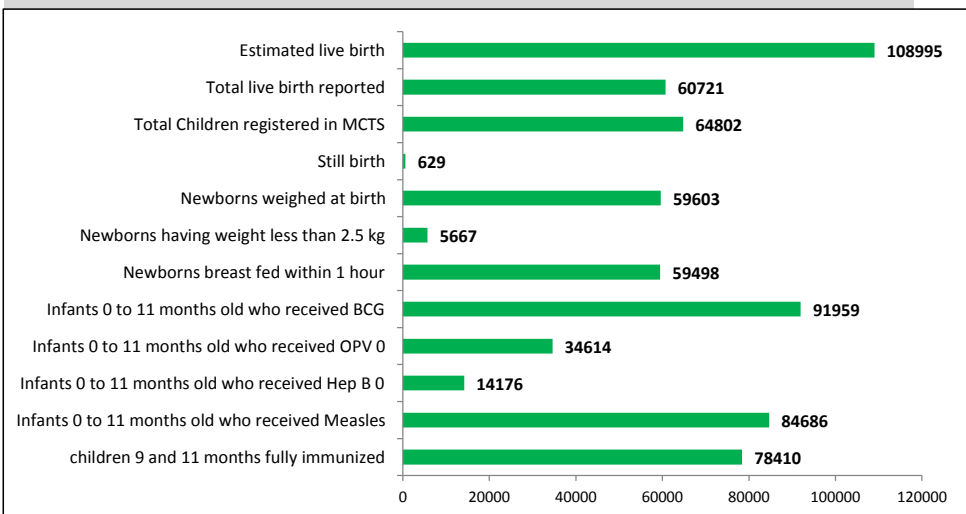 Estimated live birth 108995
Total live birth reported 60721
Total Children registered in MCTS 64802
Still birth 629
Newborns weighed at birth 59603
Newborns having weight less than 2.5 kg 5667
Newborns breast fed within 1 hour 59498
Infants 0 to 11 months old who received BCG 91959
Infants 0 to 11 months old who received OPV 0 34614
Infants 0 to 11 months old who received Hep B 0 14176
Infants 0 to 11 months old who received Measles 84686
children 9 and 11 months fully immunized 78410
0 20000 40000 60000 80000 100000 120000